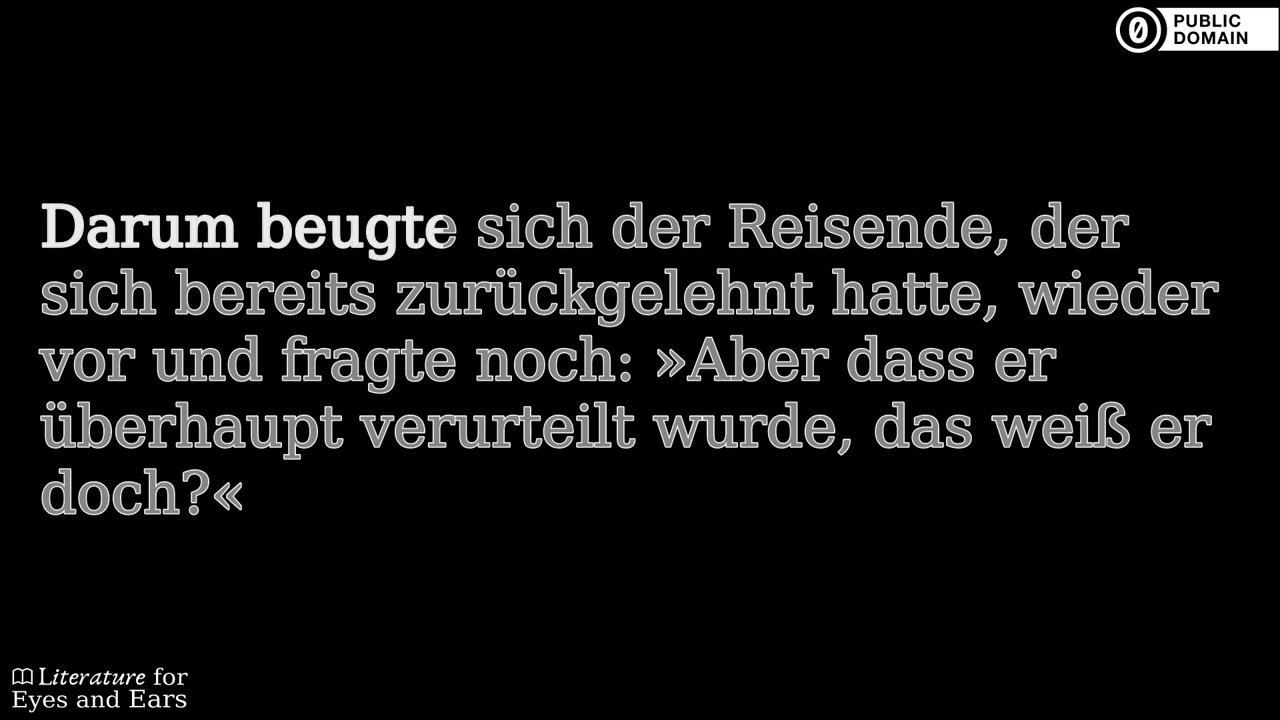 PUBLIC
DOMAIN
Darum beugte sich der Reisende, der
sich bereits zurückgelehnt hatte, wieder
vor und fragte noch: »Aber dass er
überhaupt verurteilt wurde, das weiß er
doch?«
Literature for
Eyes and Ears